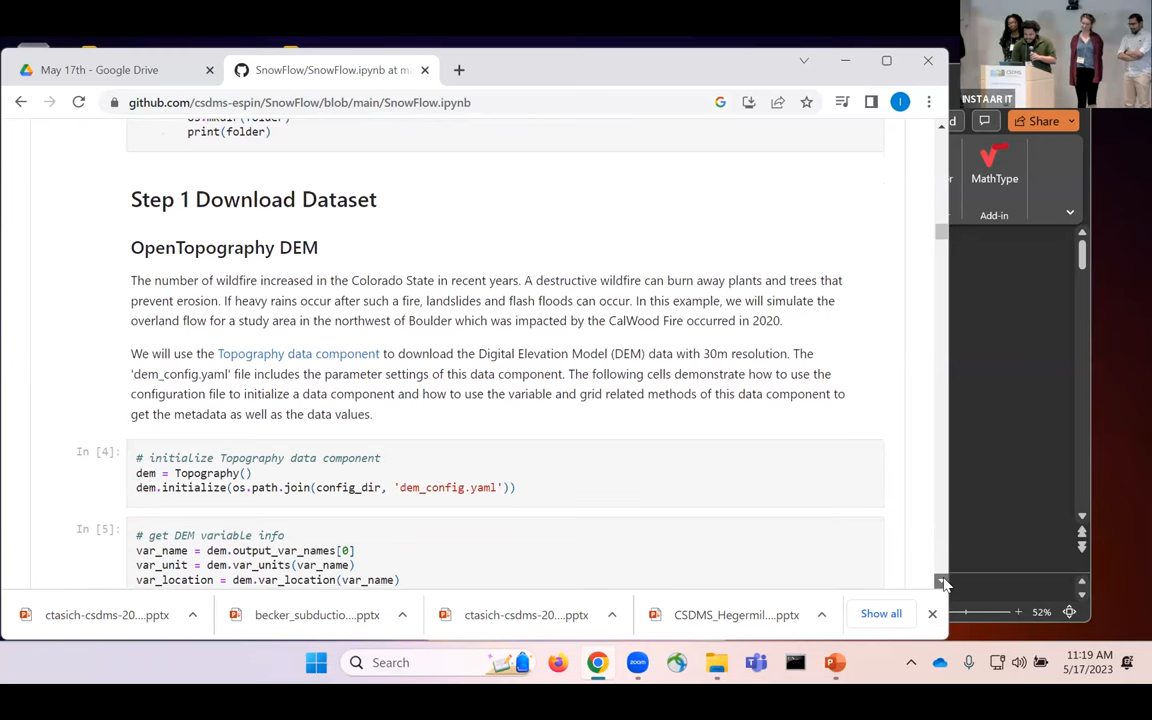 May 17th - Google Drive
SnowFlow/SnowFlow.ipynb at ma
github.com/csdms-espin/SnowFlow/blob/main/SnowFlow.ipynb
I
INSTAAR IT
Share
MathType
Add-in
print(folder)
Step 1 Download Dataset
OpenTopography DEM
The number of wildfire increased in the Colorado State in recent years. A destructive wildfire can burn away plants and trees that
prevent erosion. If heavy rains occur after such a fire, landslides and flash floods can occur. In this example, we will simulate the
overland flow for a study area in the northwest of Boulder which was impacted by the CalWood Fire occurred in 2020.
We will use the Topography data component to download the Digital Elevation Model (DEM) data with 30m resolution. The
'dem_config.yaml' file includes the parameter settings of this data component. The following cells demonstrate how to use the
configuration file to initialize a data component and how to use the variable and grid related methods of this data component to
get the metadata as well as the data values.
In [4]:
# initialize Topography data component
dem = Topography()
dem.initialize(os.path.join(config_dir, 'dem_config.yaml'))
In [5]:
# get DEM variable info
var_name = dem.output_var_names[0]
var_unit = dem.var_units(var_name)
var_location = dem.var_location(var_name)
ctasich-csdms-20....pptx
becker_subductio....pptx
ctasich-csdms-20....pptx
CSDMS_Hegermil....pptx
Show all
52%
Search
11:19 AM
5/17/2023